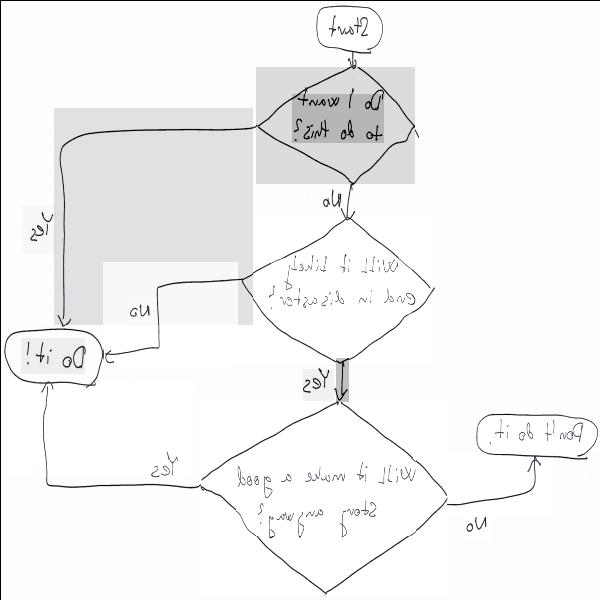 Start
Do I want
to do this?
No
Yes
Will it likely
end in disaster?
No
Do it!
Yes
Don't do it!
Yes
Will it make a good
story anyway?
No